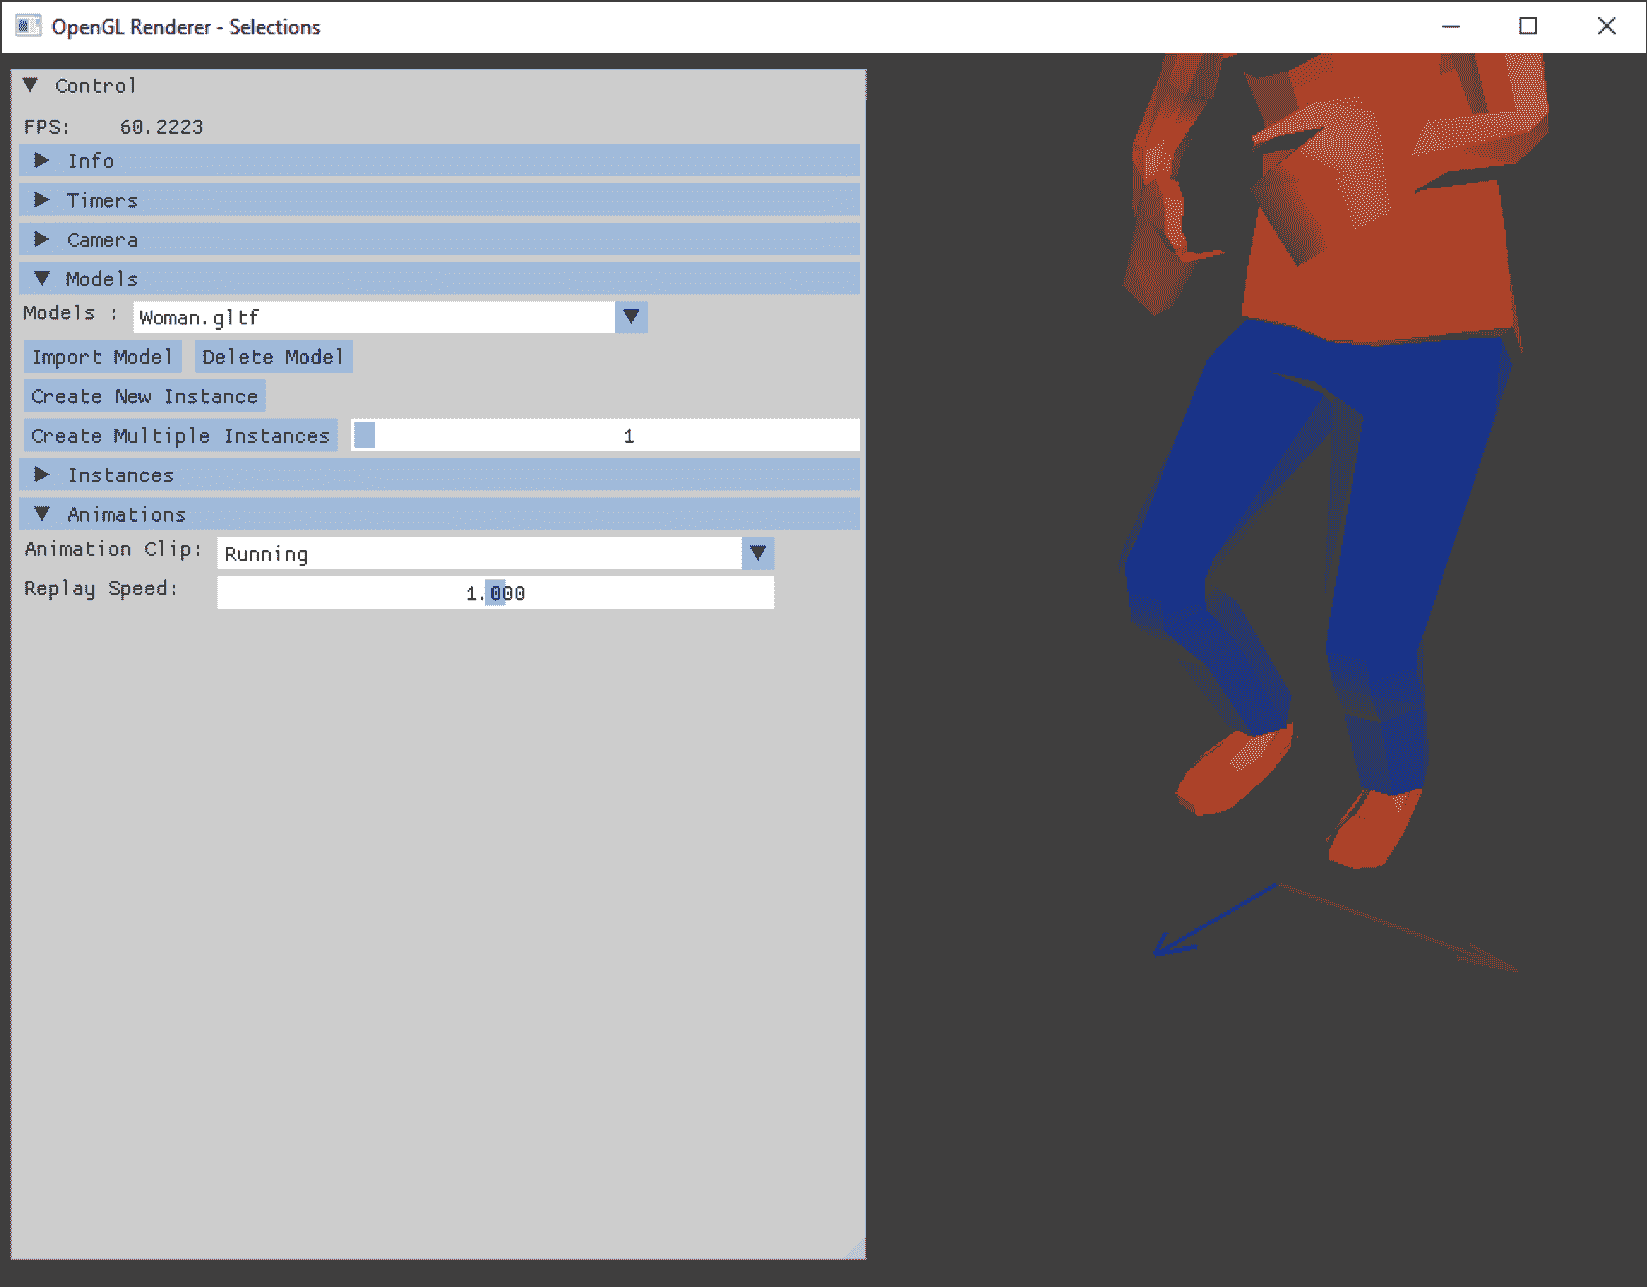 OpenGL Renderer - Selections
Control
FPS: 60.2223
Info
Timers
Camera
Models
Models : Woman.gltf
Import Model Delete Model
Create New Instance
Create Multiple Instances 1
Instances
Animations
Animation Clip: Running
Replay Speed: 1.000